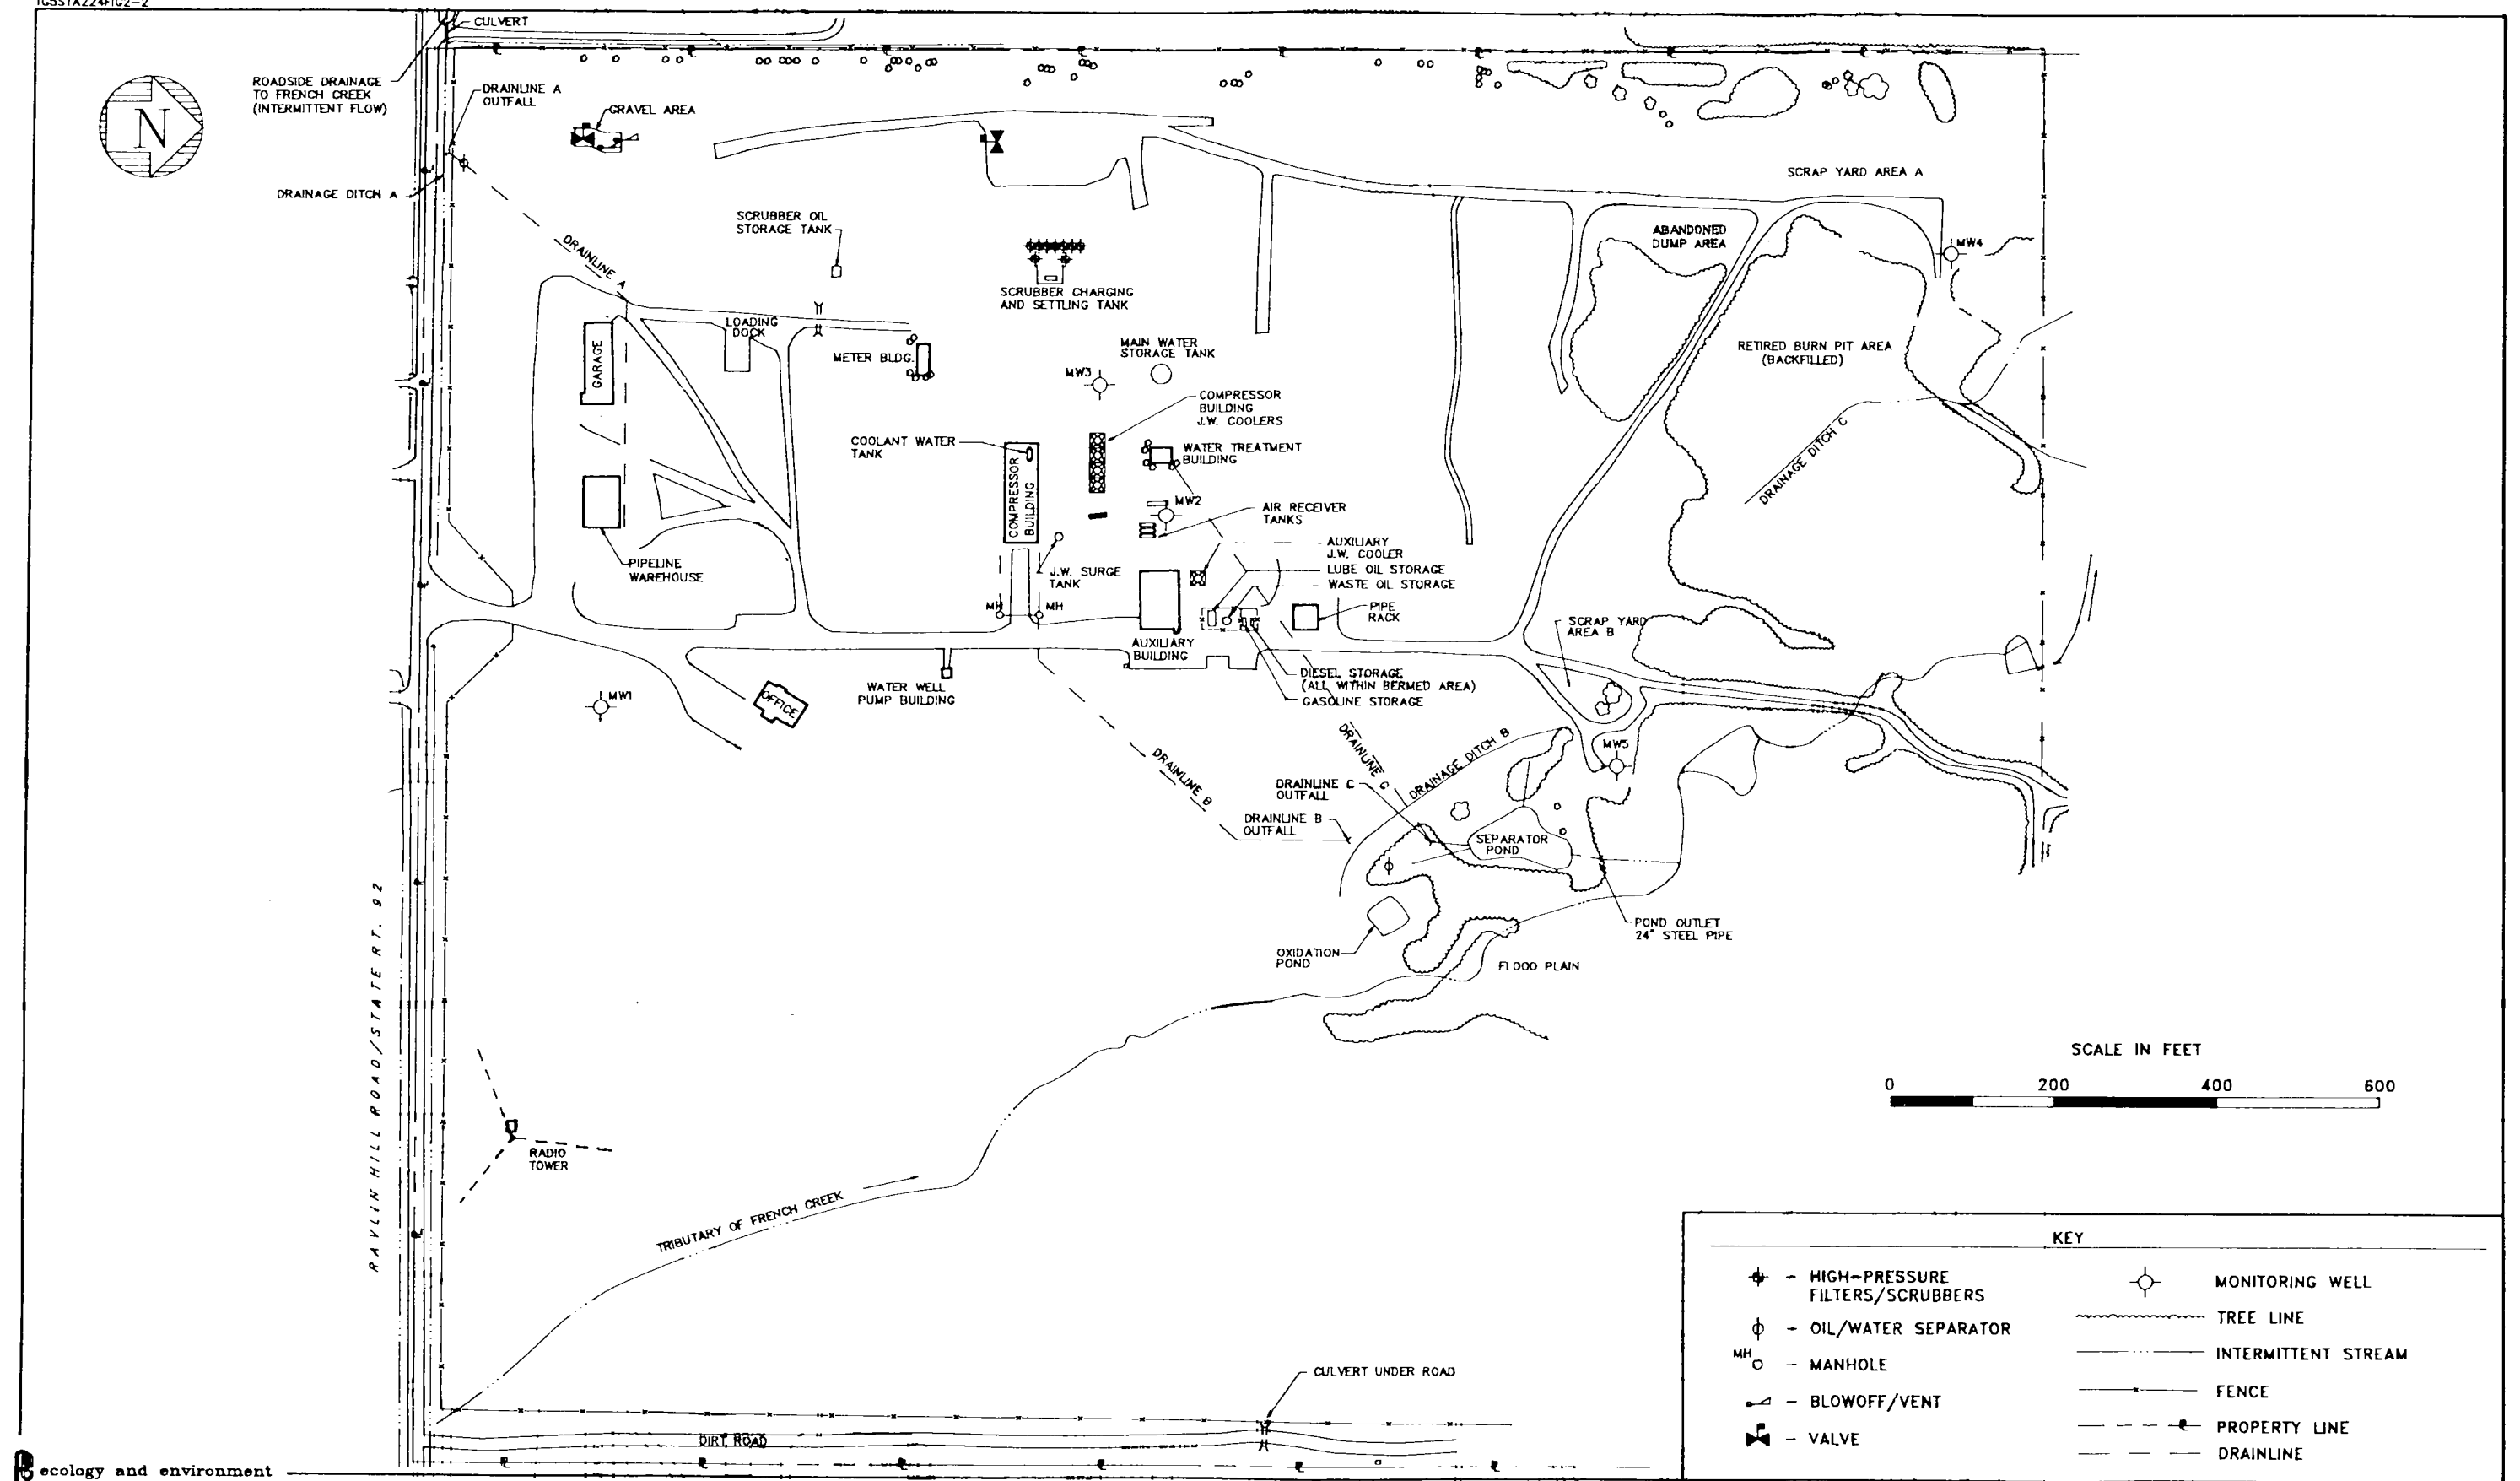 TG5STA224FIG2-2
CULVERT
ROADSIDE DRAINAGE
TO FRENCH CREEK
(INTERMITTENT FLOW)
DRAINLINE A
OUTFALL
GRAVEL AREA
N
DRAINAGE DITCH A
SCRAP YARD AREA A
SCRUBBER OIL
STORAGE TANK
DRAINLINE A
ABANDONED
DUMP AREA
MW4
SCRUBBER CHARGING
AND SETTLING TANK
LOADING
DOCK
GARAGE
METER BLDG.
MAIN WATER
STORAGE TANK
MW3
RETIRED BURN PIT AREA
(BACKFILLED)
COMPRESSOR
BUILDING
J.W. COOLERS
COOLANT WATER
TANK
WATER TREATMENT
BUILDING
DRAINAGE DITCH C
COMPRESSOR
BUILDING
MW2
AIR RECEIVER
TANKS
AUXILIARY
J.W. COOLER
LUBE OIL STORAGE
WASTE OIL STORAGE
PIPELINE
WAREHOUSE
J.W. SURGE
TANK
MH
MH
PIPE
RACK
SCRAP YARD
AREA B
AUXILIARY
BUILDING
DIESEL STORAGE
(ALL WITHIN BERMED AREA)
GASOLINE STORAGE
WATER WELL
PUMP BUILDING
OFFICE
MW1
MW5
DRAINLINE B
DRAINLINE C
DRAINAGE DITCH B
DRAINLINE C
OUTFALL
DRAINLINE B
OUTFALL
SEPARATOR
POND
POND OUTLET
24" STEEL PIPE
OXIDATION
POND
FLOOD PLAIN
RAVLIN HILL ROAD/STATE RT. 92
SCALE IN FEET
0 200 400 600
RADIO
TOWER
TRIBUTARY OF FRENCH CREEK
CULVERT UNDER ROAD
DIRT ROAD
KEY
- HIGH-PRESSURE
FILTERS/SCRUBBERS
- OIL/WATER SEPARATOR
MH - MANHOLE
- BLOWOFF/VENT
- VALVE
MONITORING WELL
TREE LINE
INTERMITTENT STREAM
FENCE
PROPERTY LINE
DRAINLINE
ecology and environment